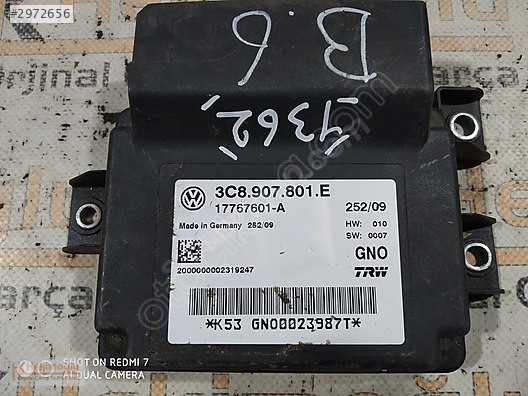 #2972656
B.6
1362
3C8.907.801.E
17767601-A 252/09
Made in Germany 252/09
HW: 010
SW: 0007
GNO
2000000002319247
TRW
*K53 GNO0023987T*
SHOT ON REDMI 7
AI DUAL CAMERA